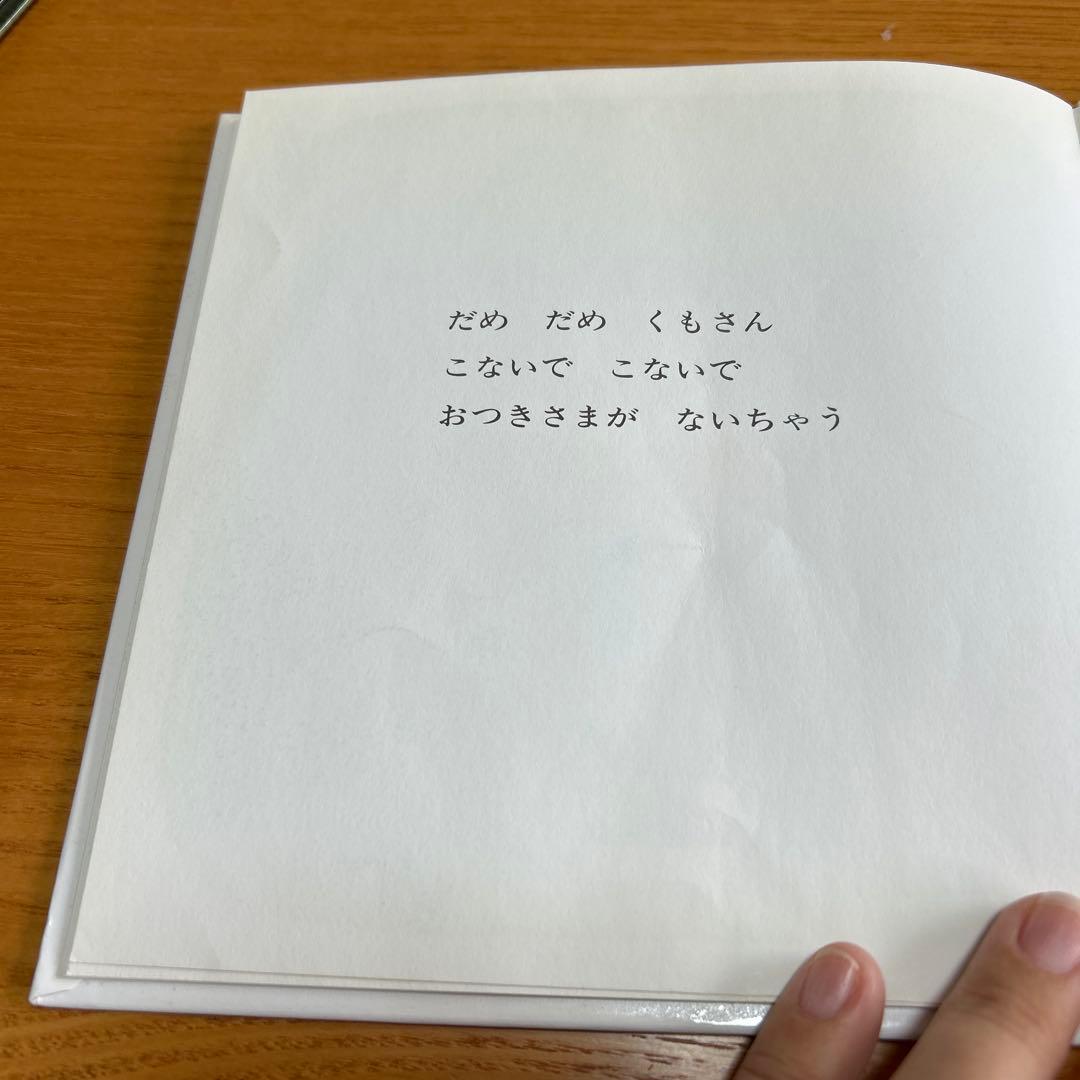 だめ　だめ　くもさん
こないで　こないで
おつきさまが　ないちゃう